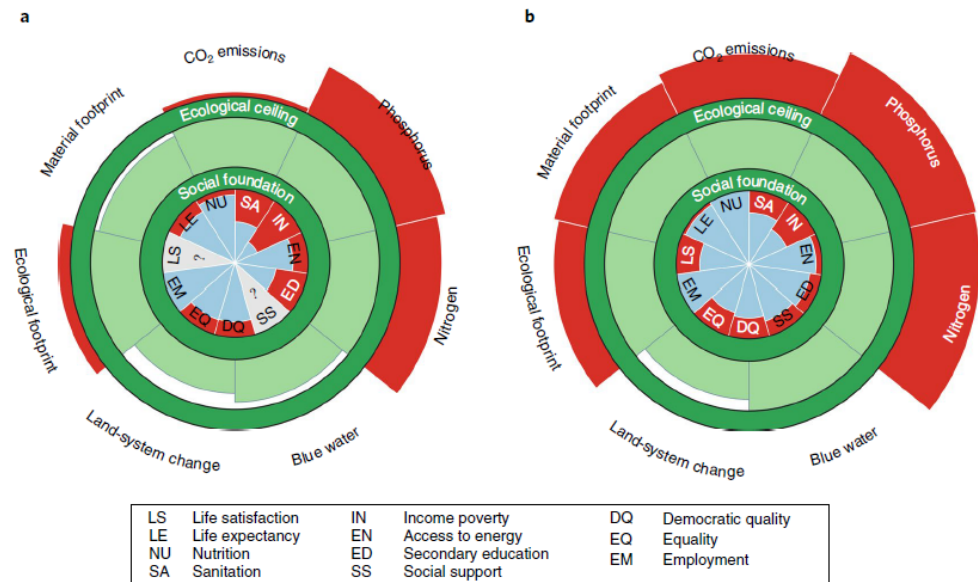 a
CO₂ emissions
Phosphorus
Nitrogen
Blue water
Land-system change
Ecological footprint
Material footprint
Ecological ceiling
Social foundation
SA
IN
EN
ED
SS
?
DQ
EQ
EM
LS
?
LE
NU
b
CO₂ emissions
Phosphorus
Nitrogen
Blue water
Land-system change
Ecological footprint
Material footprint
Ecological ceiling
Social foundation
SA
IN
EN
ED
SS
DQ
EQ
EM
LS
LE
NU
LS Life satisfaction IN Income poverty DQ Democratic quality
LE Life expectancy EN Access to energy EQ Equality
NU Nutrition ED Secondary education EM Employment
SA Sanitation SS Social support